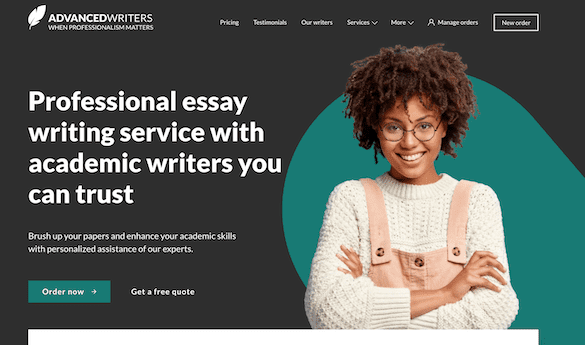 ADVANCEDWRITERS
WHEN PROFESSIONALISM MATTERS
Pricing
Testimonials
Our writers
Services
More
Manage orders
New order
Professional essay
writing service with
academic writers you
can trust
Brush up your papers and enhance your academic skills
with personalized assistance of our experts.
Order now
Get a free quote